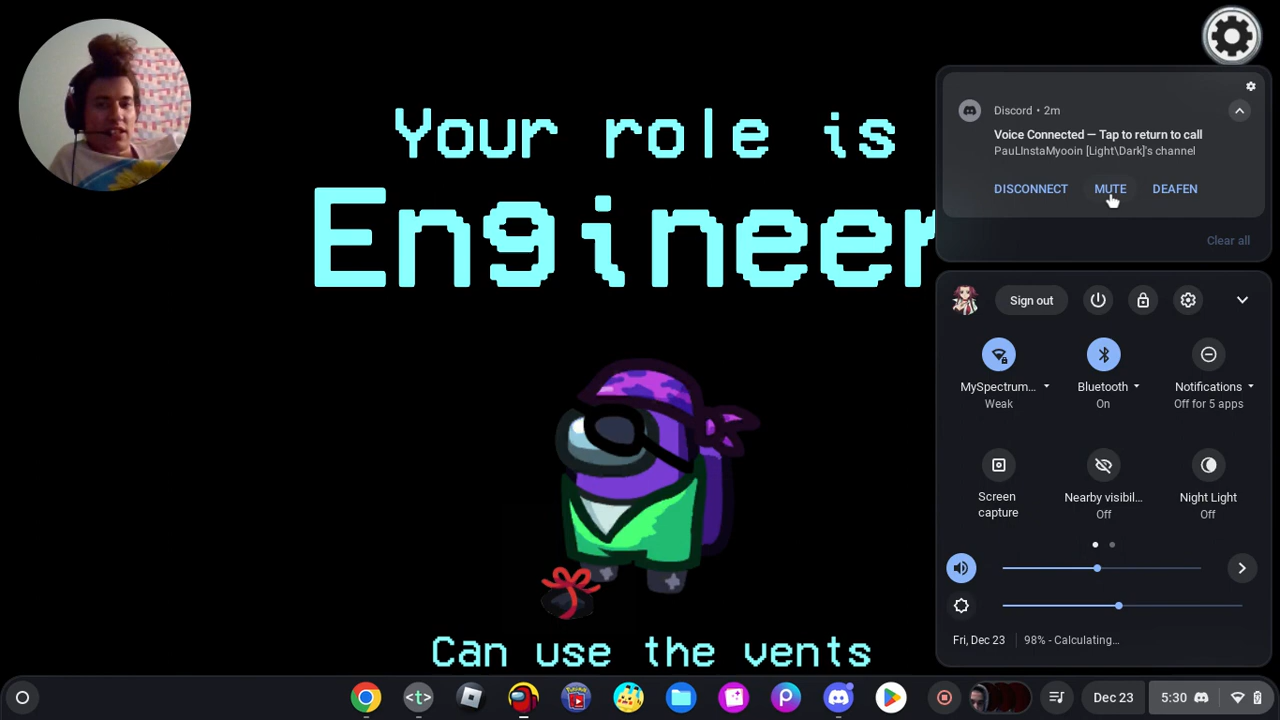 Your role is
Engineer
Can use the vents
Discord • 2m
Voice Connected — Tap to return to call
PaulInstaMyooin [Light\Dark]'s channel
DISCONNECT MUTE DEAFEN
Clear all
Sign out
MySpectrum... Bluetooth Notifications
Weak On Off for 5 apps
Screen capture
Nearby visibil... Night Light
Off Off
Fri, Dec 23 98% - Calculating...
<t> Dec 23 5:30